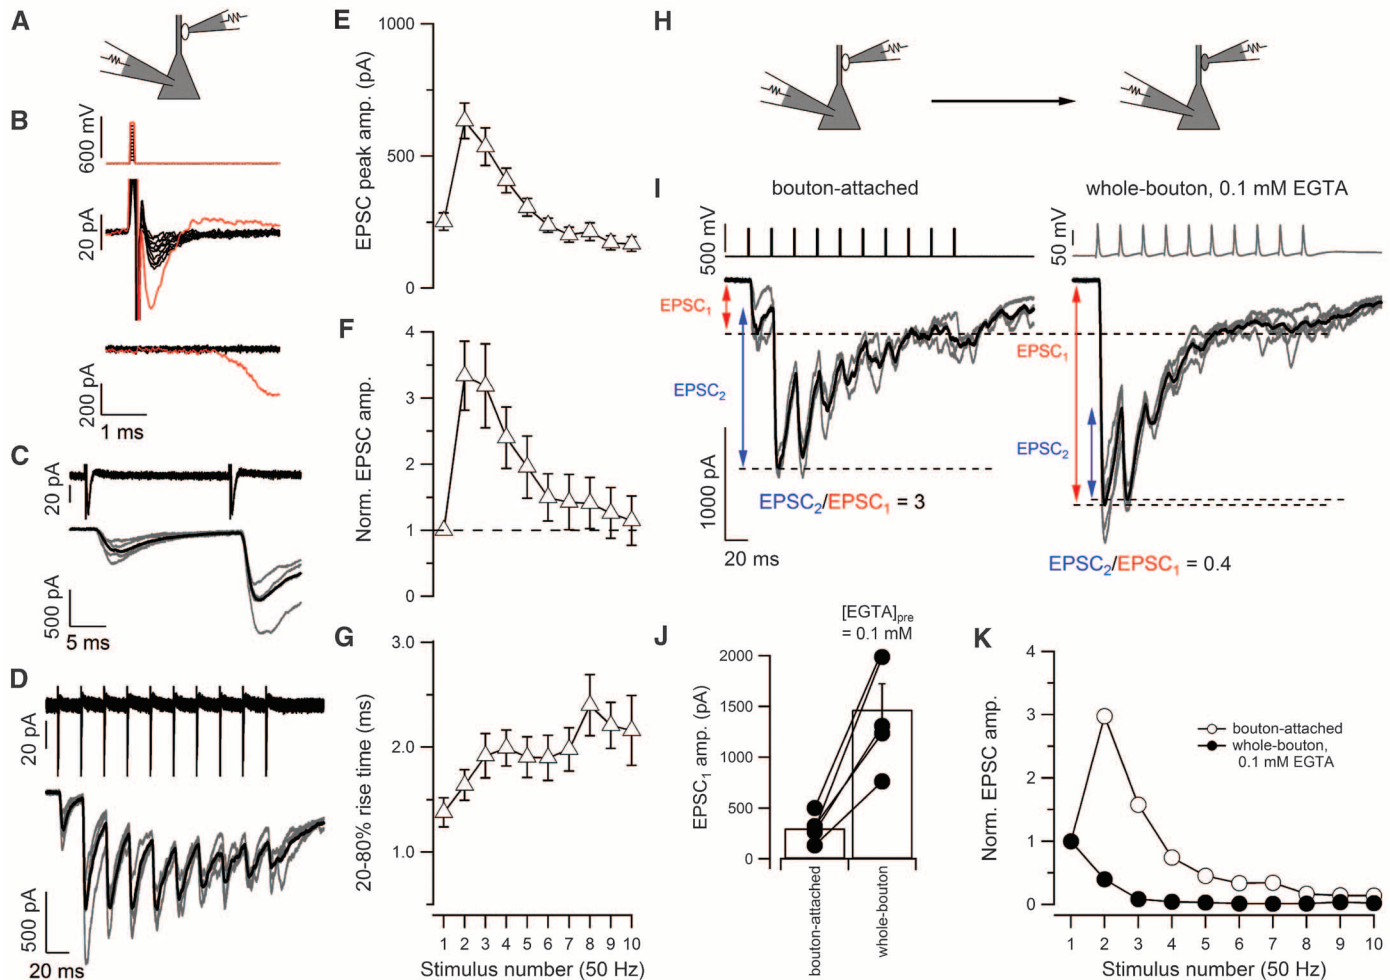 A
B
600 mV
20 pA
200 pA
1 ms
C
20 pA
500 pA
5 ms
D
20 pA
500 pA
20 ms
E
EPSC peak amp. (pA)
1000
500
0
F
Norm. EPSC amp.
4
3
2
1
0
G
20-80% rise time (ms)
3.0
2.0
1.0
1 2 3 4 5 6 7 8 9 10
Stimulus number (50 Hz)
H
I
bouton-attached
whole-bouton, 0.1 mM EGTA
500 mV
50 mV
EPSC1
EPSC2
EPSC1
EPSC2
1000 pA
20 ms
EPSC2/EPSC1 = 3
EPSC2/EPSC1 = 0.4
J
[EGTA]pre
= 0.1 mM
EPSC1 amp. (pA)
2000
1500
1000
500
0
bouton-attached
whole-bouton
K
Norm. EPSC amp.
4
3
2
1
0
bouton-attached
whole-bouton,
0.1 mM EGTA
1 2 3 4 5 6 7 8 9 10
Stimulus number (50 Hz)